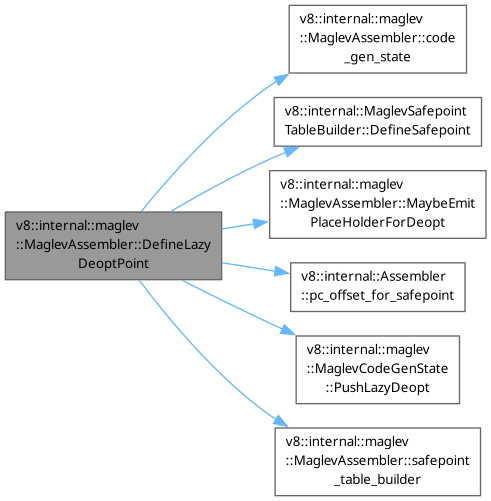 v8::internal::maglev
::MaglevAssembler::DefineLazy
DeoptPoint
v8::internal::maglev
::MaglevAssembler::code
_gen_state
v8::internal::MaglevSafepoint
TableBuilder::DefineSafepoint
v8::internal::maglev
::MaglevAssembler::MaybeEmit
PlaceHolderForDeopt
v8::internal::Assembler
::pc_offset_for_safepoint
v8::internal::maglev
::MaglevCodeGenState
::PushLazyDeopt
v8::internal::maglev
::MaglevAssembler::safepoint
_table_builder